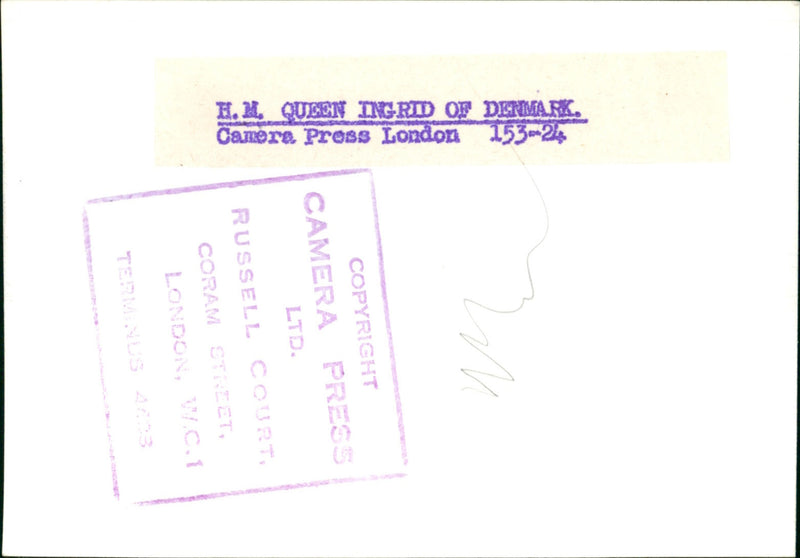 H.M. QUEEN INGRID OF DENMARK.
Camera Press London 153-24
COPYRIGHT
CAMERA PRESS
LTD.
RUSSELL COURT,
CORAM STREET,
LONDON, W.C.1
TERMINUS